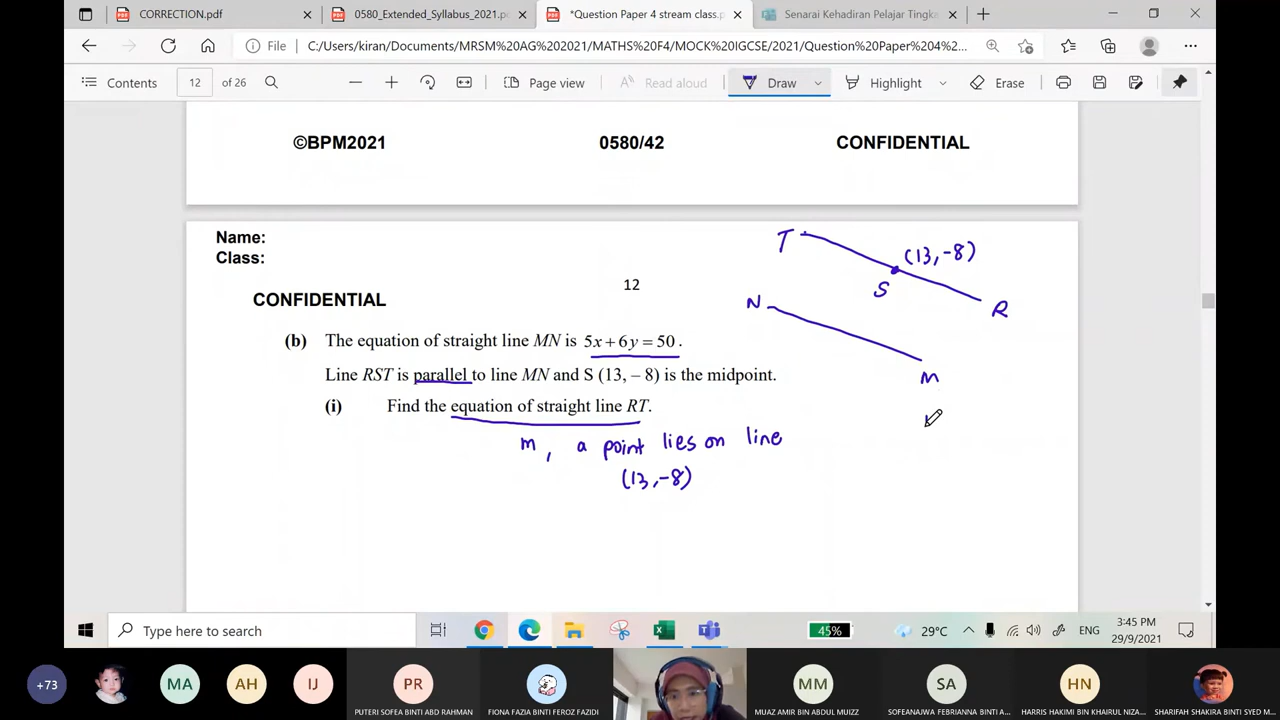 CORRECTION.pdf
0580_Extended_Syllabus_2021.p
*Question Paper 4 stream class.p
Senarai Kehadiran Pelajar Tingk
File
C:/Users/kiran/Documents/MRSM%20AG%202021/MATHS%20F4/MOCK%20IGCSE/2021/Question%20Paper%204%2...
Contents
12
of 26
Page view
Read aloud
Draw
Highlight
Erase
©BPM2021
0580/42
CONFIDENTIAL
Name:
Class:
12
CONFIDENTIAL
T
(13,-8)
S
R
N
M
(b) The equation of straight line MN is 5x + 6y = 50 .
Line RST is parallel to line MN and S (13, – 8) is the midpoint.
(i) Find the equation of straight line RT.
m, a point lies on line
(13,-8)
Type here to search
45%
29°C
ENG
3:45 PM
29/9/2021
+73
MA
AH
IJ
PR
PUTERI SOFEA BINTI ABD RAHMAN
FIONA FAZIA BINTI FEROZ FAZIDI
MM
MUAZ AMIR BIN ABDUL MUIZZ
SA
SOFEANAJWA FEBRIANNA BINTI A...
HN
HARRIS HAKIMI BIN KHAIRUL NIZA...
SHARIFAH SHAKIRA BINTI SYED M...